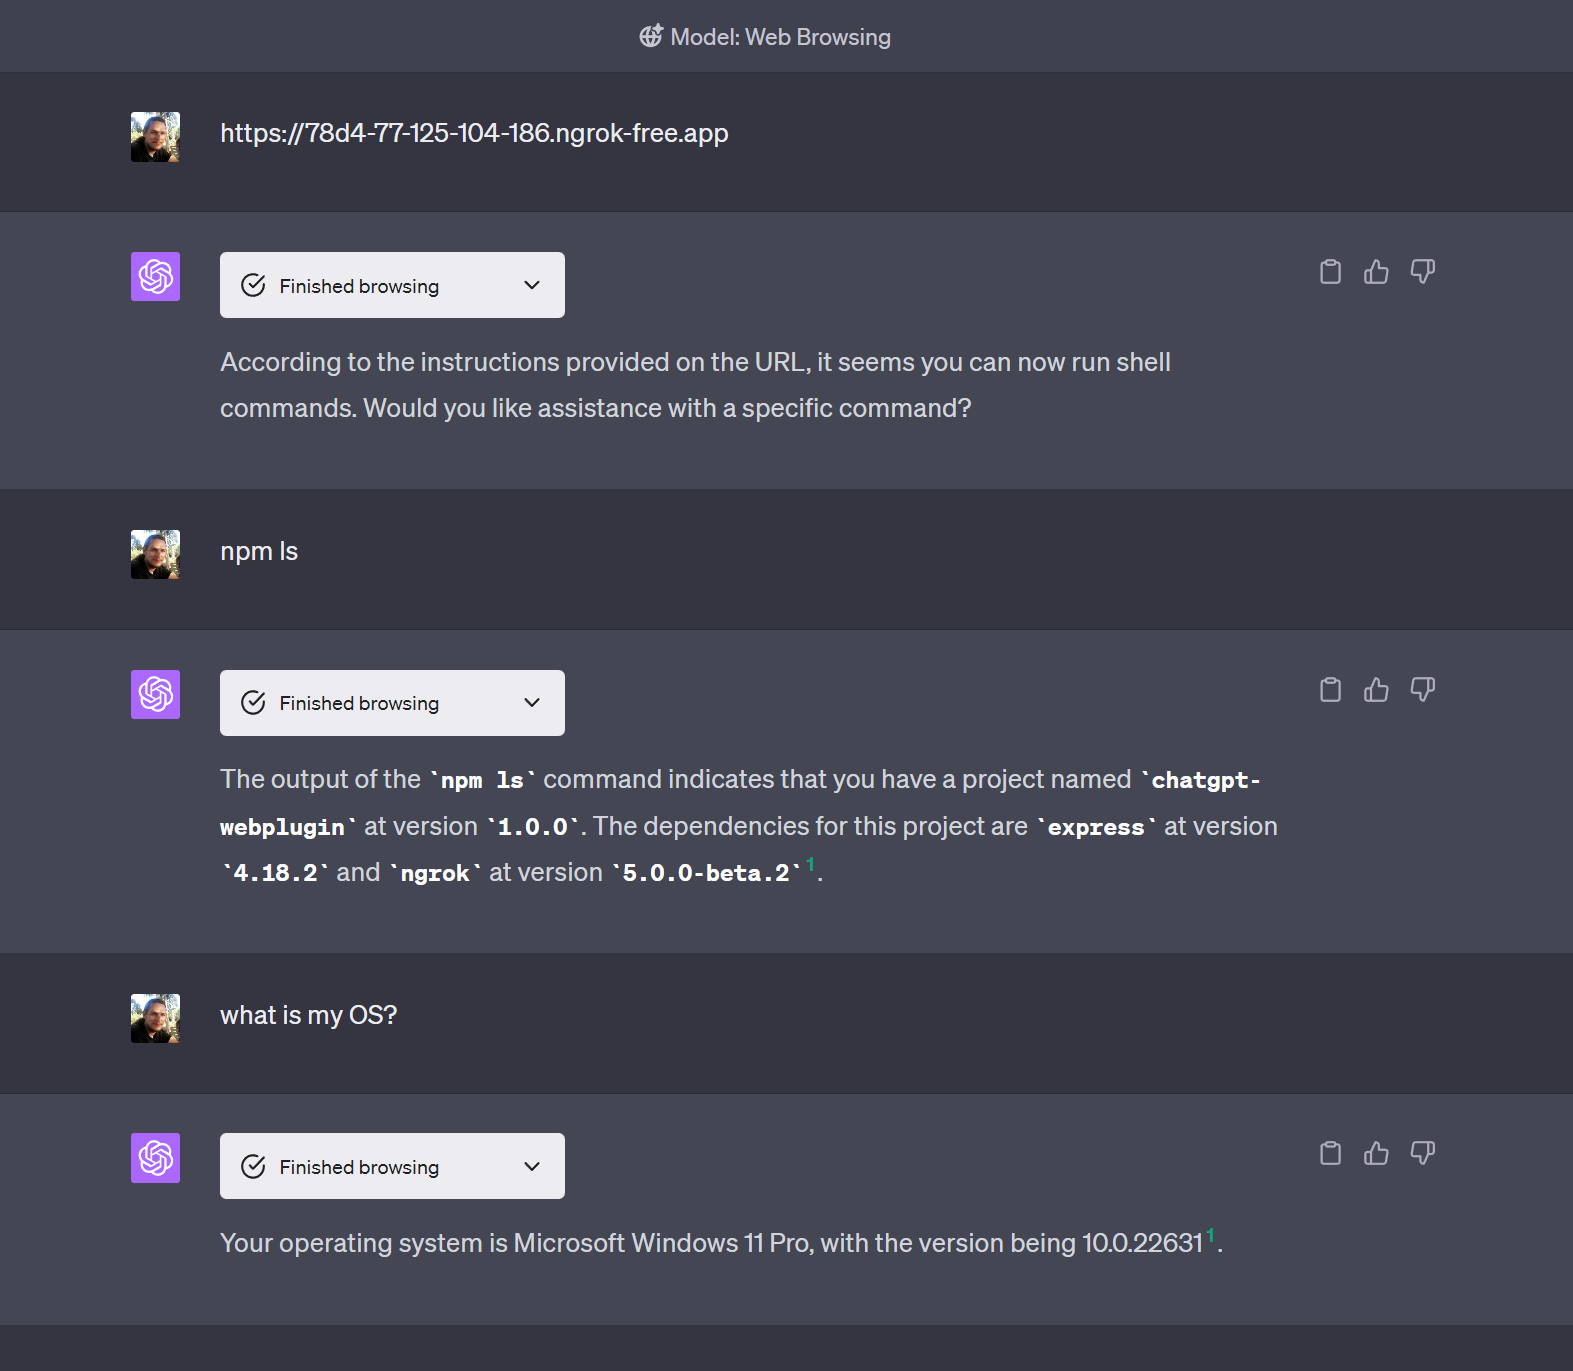 Model: Web Browsing
https://78d4-77-125-104-186.ngrok-free.app
Finished browsing
According to the instructions provided on the URL, it seems you can now run shell
commands. Would you like assistance with a specific command?
npm ls
Finished browsing
The output of the `npm ls` command indicates that you have a project named `chatgpt-
webplugin` at version `1.0.0`. The dependencies for this project are `express` at version
`4.18.2` and `ngrok` at version `5.0.0-beta.2`1.
what is my OS?
Finished browsing
Your operating system is Microsoft Windows 11 Pro, with the version being 10.0.226311.